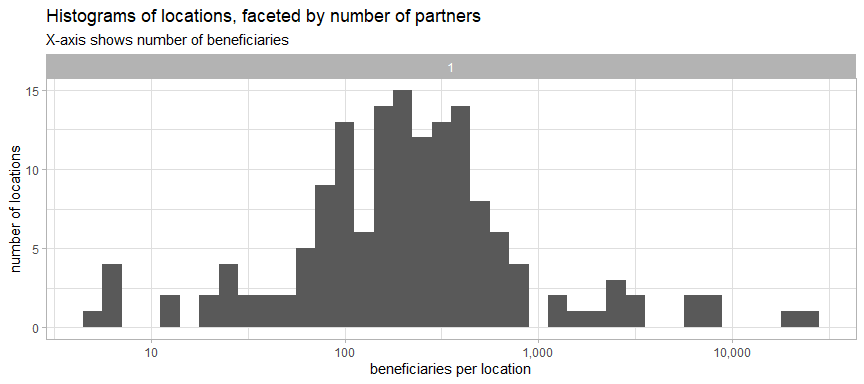 Histograms of locations, faceted by number of partners
X-axis shows number of beneficiaries
1
number of locations
15
10
5
0
10
100
1,000
10,000
beneficiaries per location